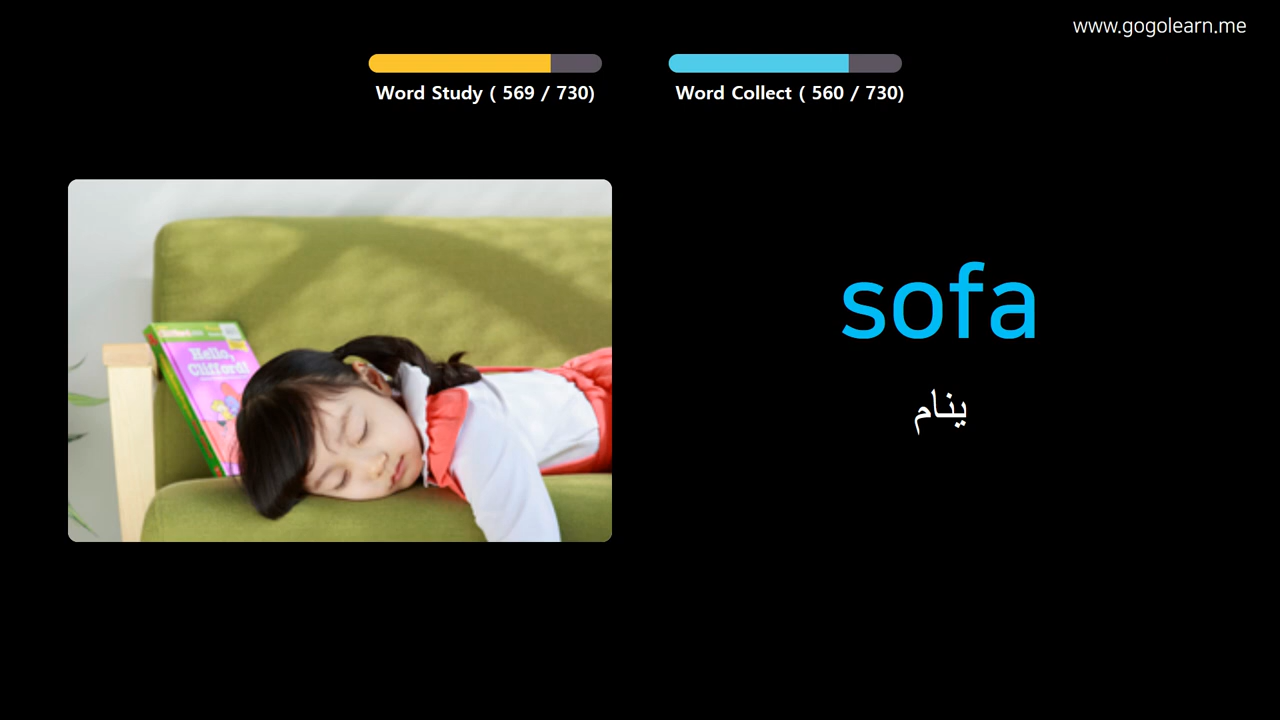 www.gogolearn.me
Word Study ( 569 / 730)
Word Collect ( 560 / 730)
Hello,
Clifford!
sofa
ينام